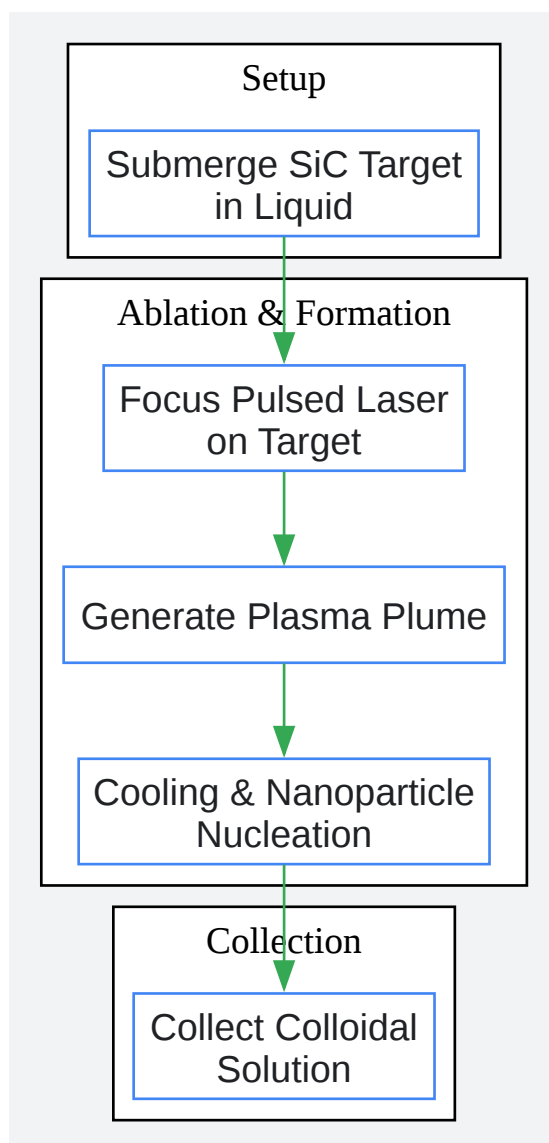 Setup
Submerge SiC Target
in Liquid
Ablation & Formation
Focus Pulsed Laser
on Target
Generate Plasma Plume
Cooling & Nanoparticle
Nucleation
Collection
Collect Colloidal
Solution